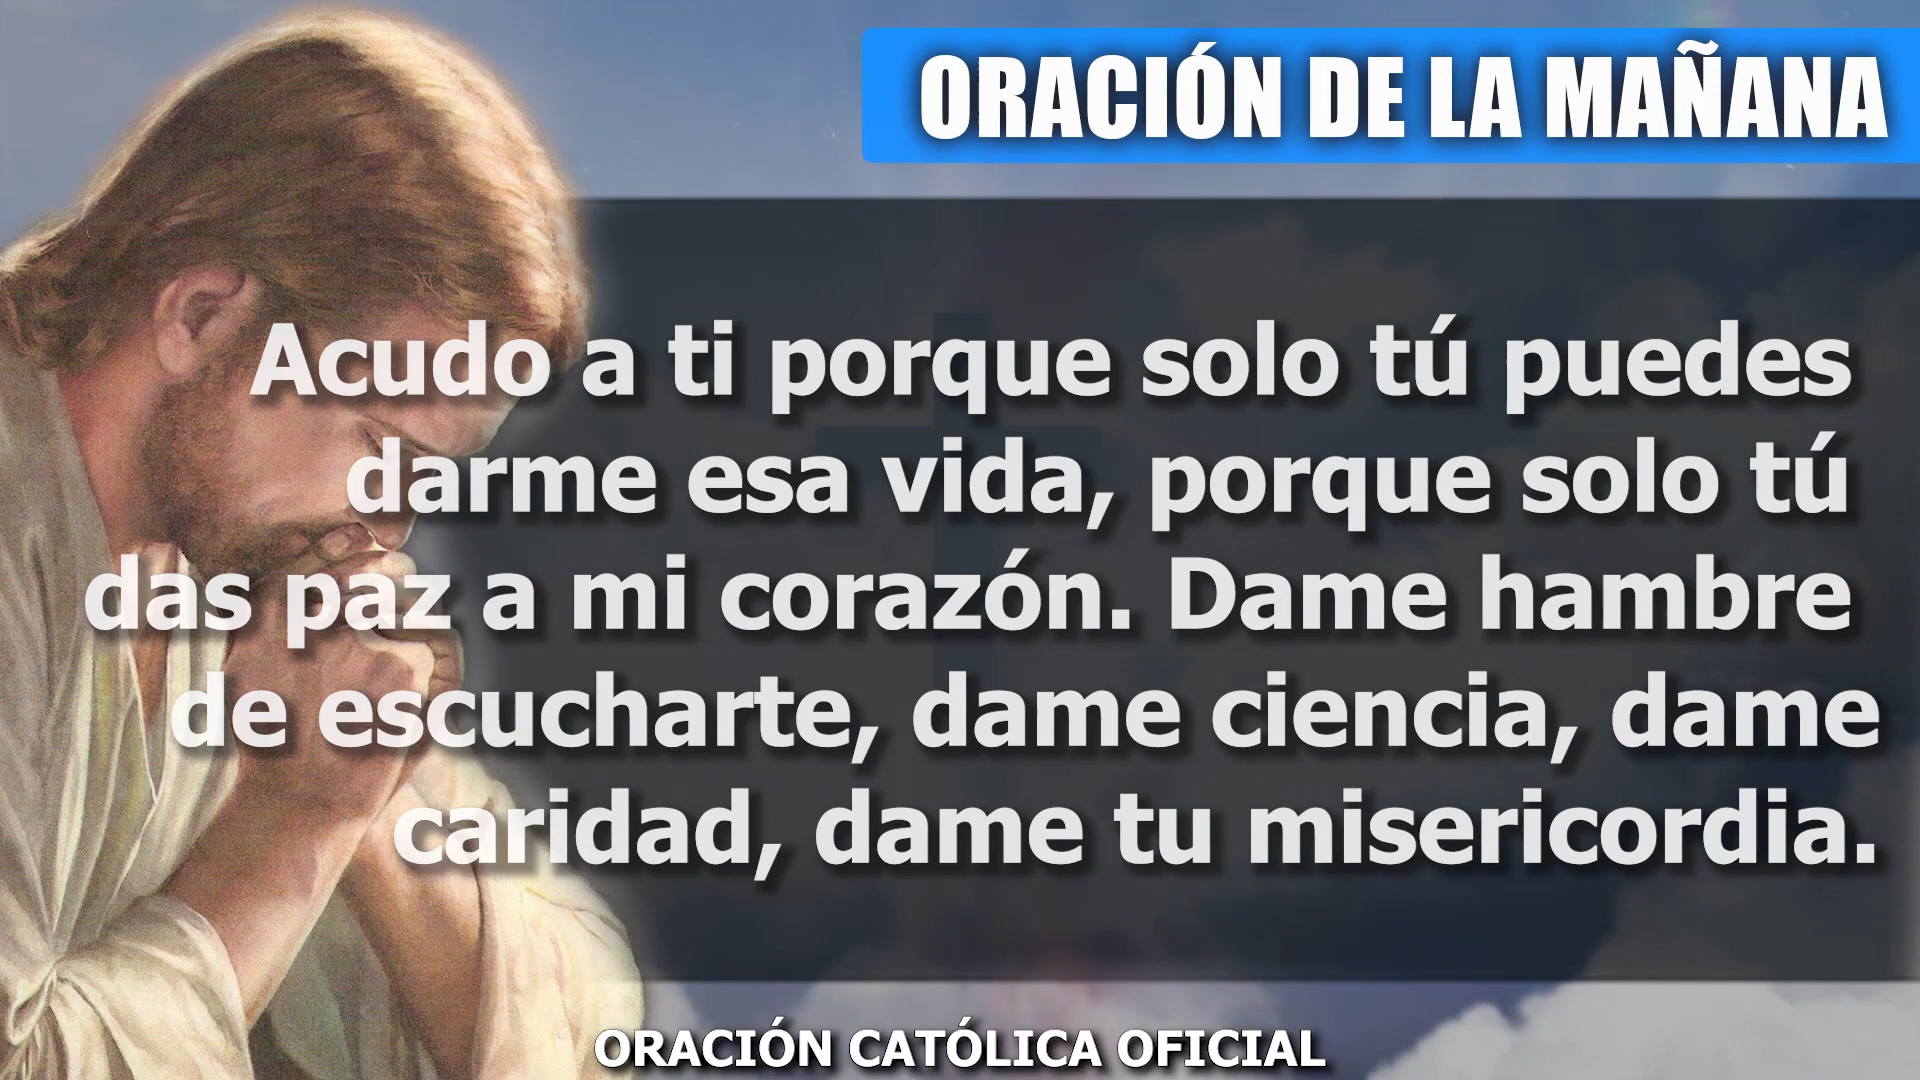 ORACIÓN DE LA MAÑANA
Acudo a ti porque solo tú puedes
darme esa vida, porque solo tú
das paz a mi corazón. Dame hambre
de escucharte, dame ciencia, dame
caridad, dame tu misericordia.
ORACIÓN CATÓLICA OFICIAL